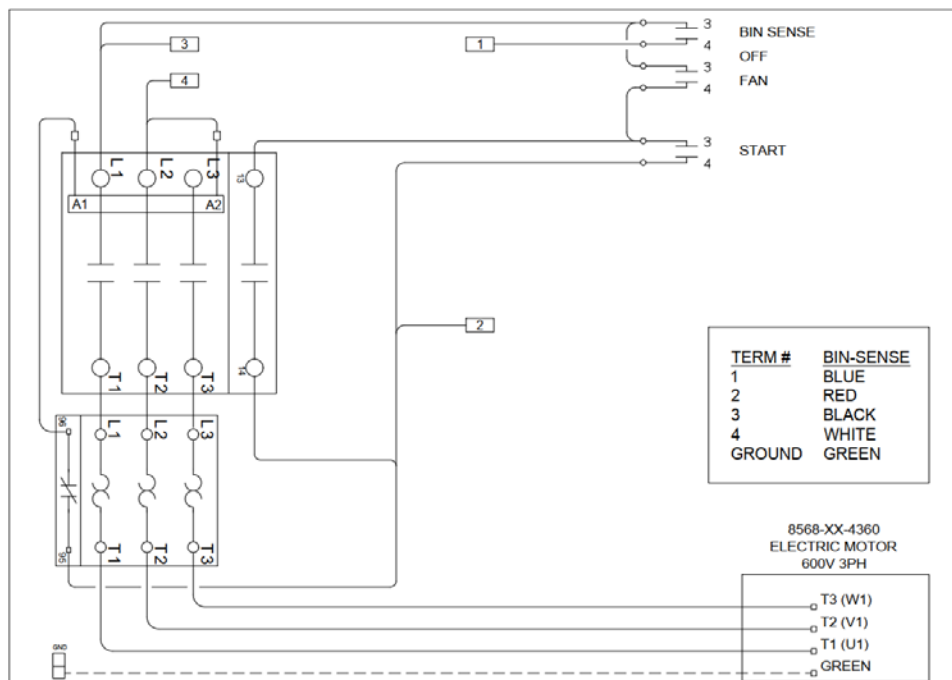 3
BIN SENSE
3
1
4
OFF
3
FAN
4
4
3
START
4
L1
L2
L3
13
A1
A2
2
TERM # BIN-SENSE
1 BLUE
2 RED
3 BLACK
4 WHITE
GROUND GREEN
T1
T2
T3
14
96
L1
L2
L3
95
T1
T2
T3
8568-XX-4360
ELECTRIC MOTOR
600V 3PH
T3 (W1)
T2 (V1)
T1 (U1)
GND
GREEN